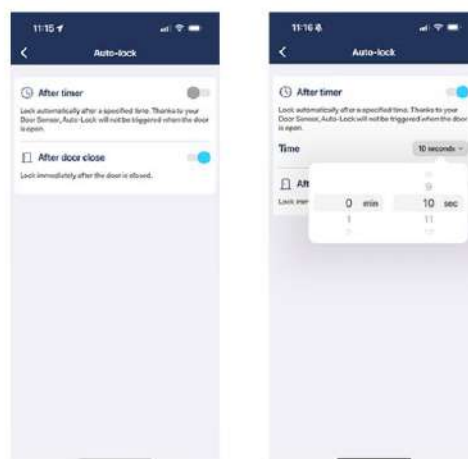 11:15
Auto-lock
After timer
Lock automatically after a specified time. Thanks to your
Door Sensor, Auto-Lock will not be triggered when the door
is open.
After door close
Lock immediately after the door is closed.
11:16
Auto-lock
After timer
Lock automatically after a specified time. Thanks to your
Door Sensor, Auto-Lock will not be triggered when the door
is open.
Time
10 seconds
9
0 min 10 sec
1 11
2 12